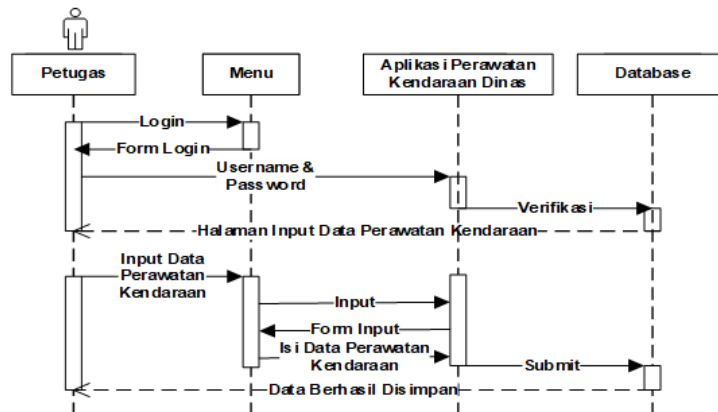 Petugas
Menu
Aplikasi Perawatan
Kendaraan Dinas
Database
Login
Form Login
Username &
Password
Verifikasi
Halaman Input Data Perawatan Kendaraan
Input Data
Perawatan
Kendaraan
Input
Form Input
Isi Data Perawatan
Kendaraan
Submit
Data Berhasil Disimpan